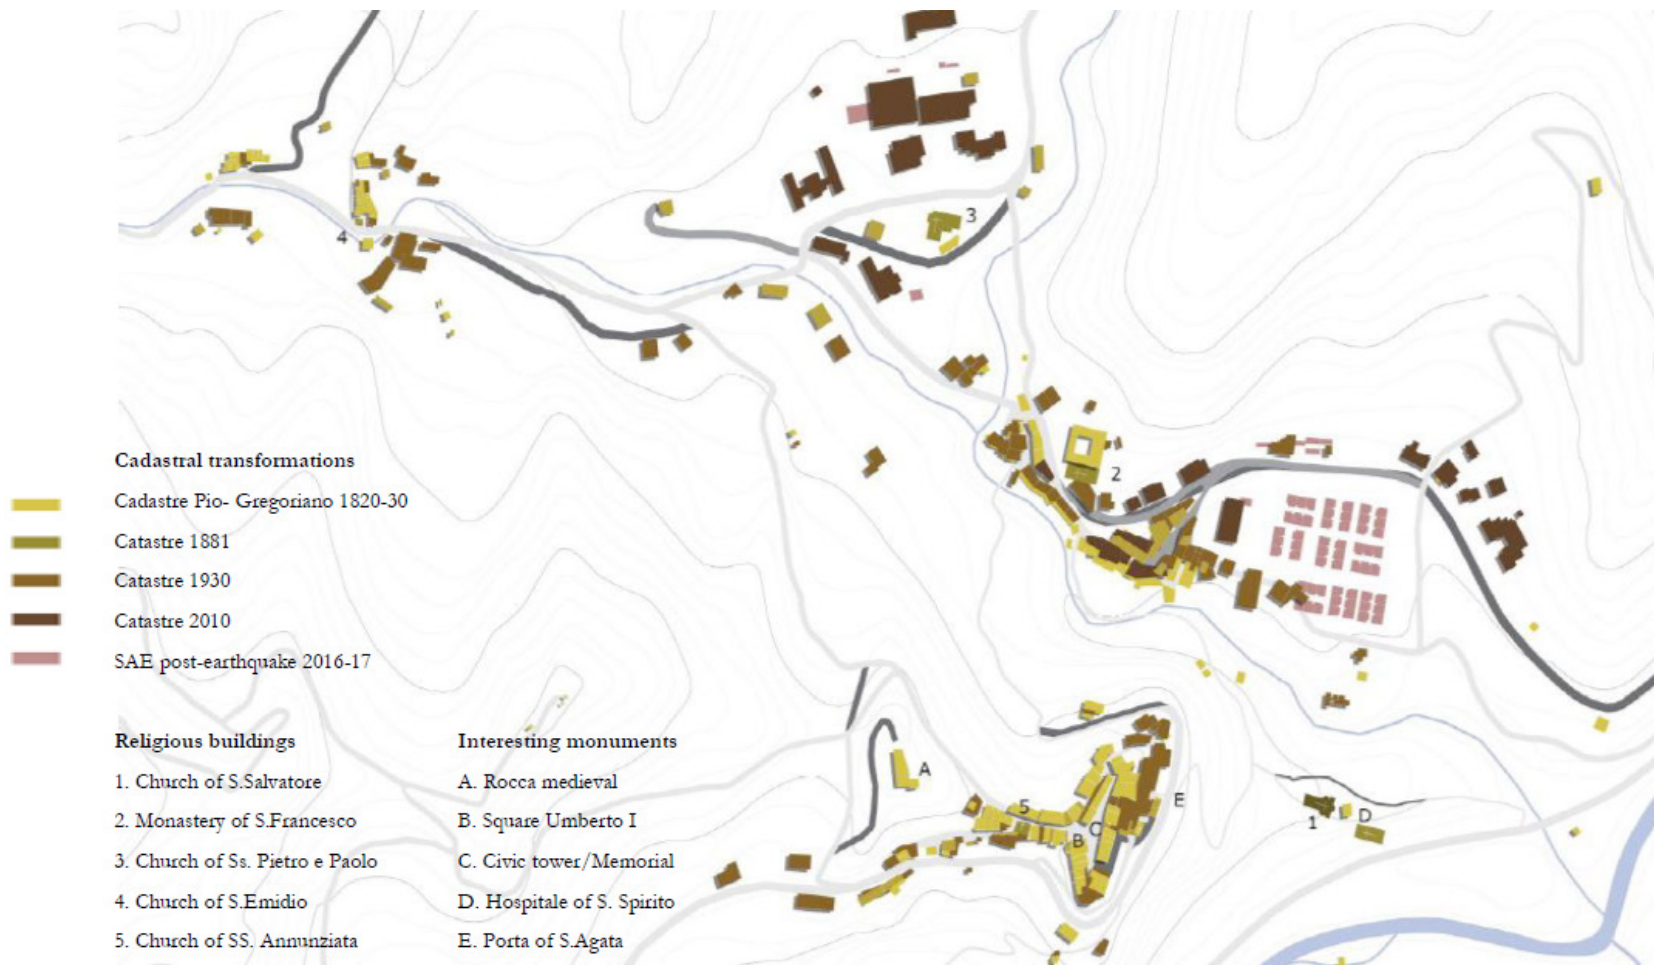 3
4
2
Cadastral transformations
Cadastre Pio- Gregoriano 1820-30
Catastre 1881
Catastre 1930
Catastre 2010
SAE post-earthquake 2016-17
Religious buildings
1. Church of S.Salvatore
2. Monastery of S.Francesco
3. Church of Ss. Pietro e Paolo
4. Church of S.Emidio
5. Church of SS. Annunziata
Interesting monuments
A. Rocca medieval
B. Square Umberto I
C. Civic tower/Memorial
D. Hospitale of S. Spirito
E. Porta of S.Agata
A
5
E
B
C
1
D